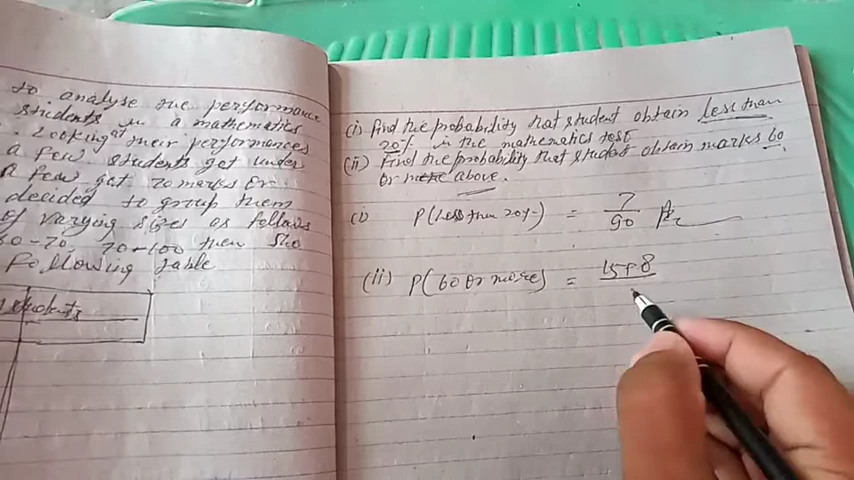 to analyse the performance
students in a mathematics
. Looking at their performances
a few students get under
A few get 70 marks or
decided to group them
of varying sizes as follows
60-70, 70-100 then she
following table
students
(i) Find the probability that student obtain less than
20% in the mathematics test
(ii) Find the probability that student obtain marks 60
or more above.
(i) P(Less than 20%) = 7/90
(ii) P(60 or more) = 15+8